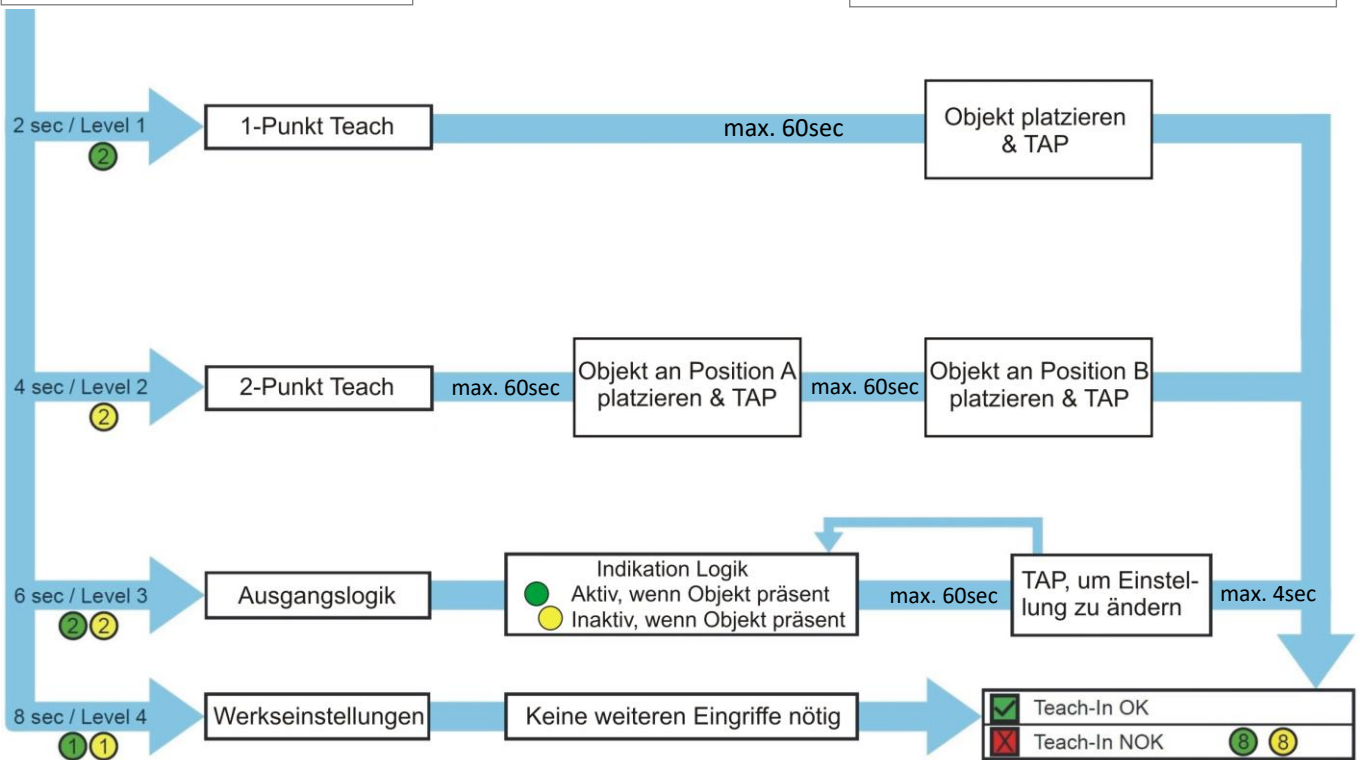 2 sec / Level 1
2
1-Punkt Teach
max. 60sec
Objekt platzieren
& TAP
4 sec / Level 2
2
2-Punkt Teach
max. 60sec
Objekt an Position A
platzieren & TAP
max. 60sec
Objekt an Position B
platzieren & TAP
6 sec / Level 3
2 2
Ausgangslogik
Indikation Logik
Aktiv, wenn Objekt präsent
Inaktiv, wenn Objekt präsent
max. 60sec
TAP, um Einstel-
lung zu ändern
max. 4sec
8 sec / Level 4
1 1
Werkseinstellungen
Keine weiteren Eingriffe nötig
Teach-In OK
Teach-In NOK 8 8